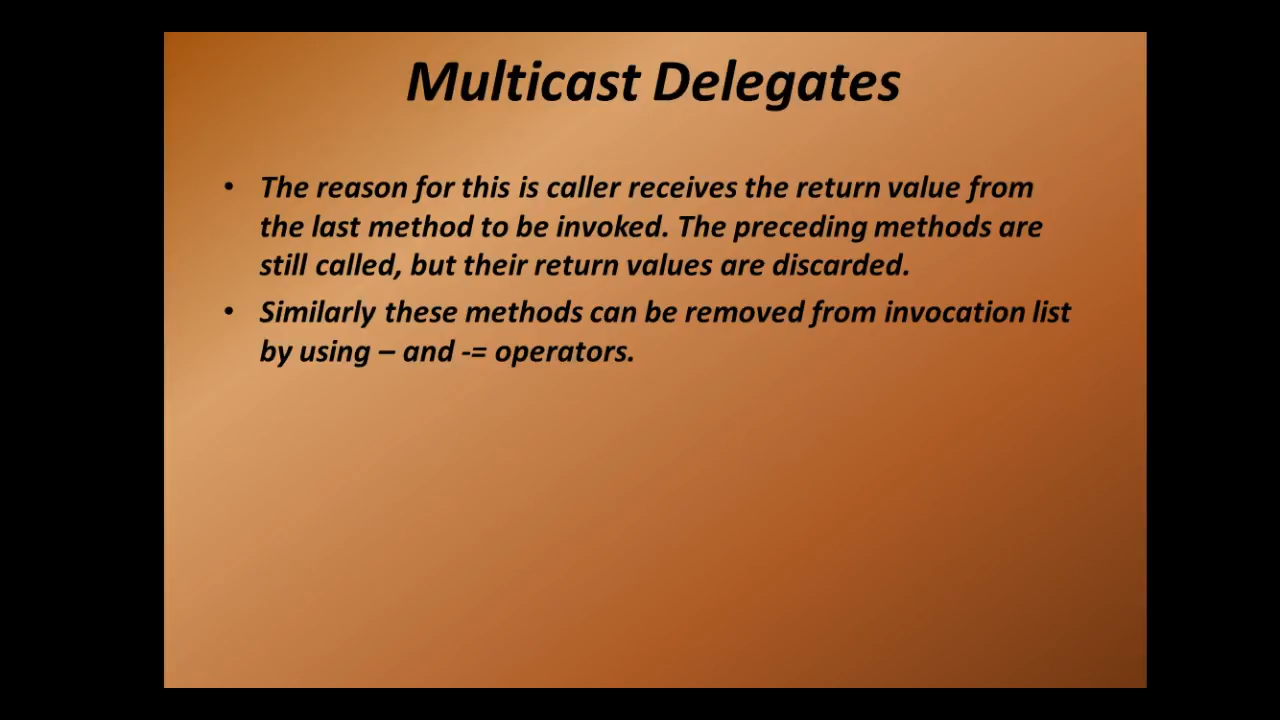 Multicast Delegates
• The reason for this is caller receives the return value from
the last method to be invoked. The preceding methods are
still called, but their return values are discarded.
• Similarly these methods can be removed from invocation list
by using – and -= operators.